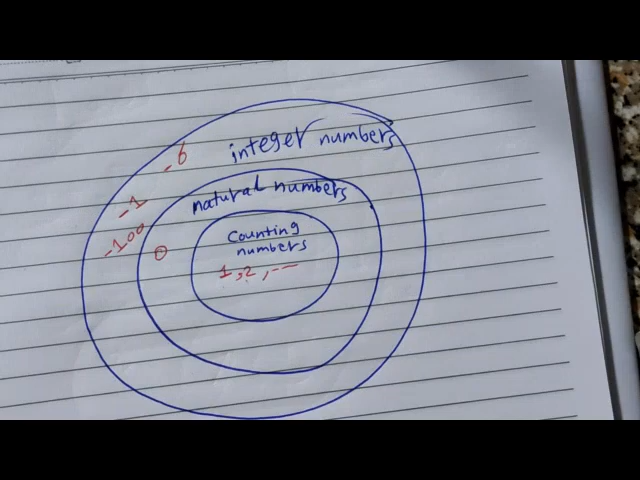 integer numbers
-6
-1
natural numbers
-100
0
Counting
numbers
1,2,---